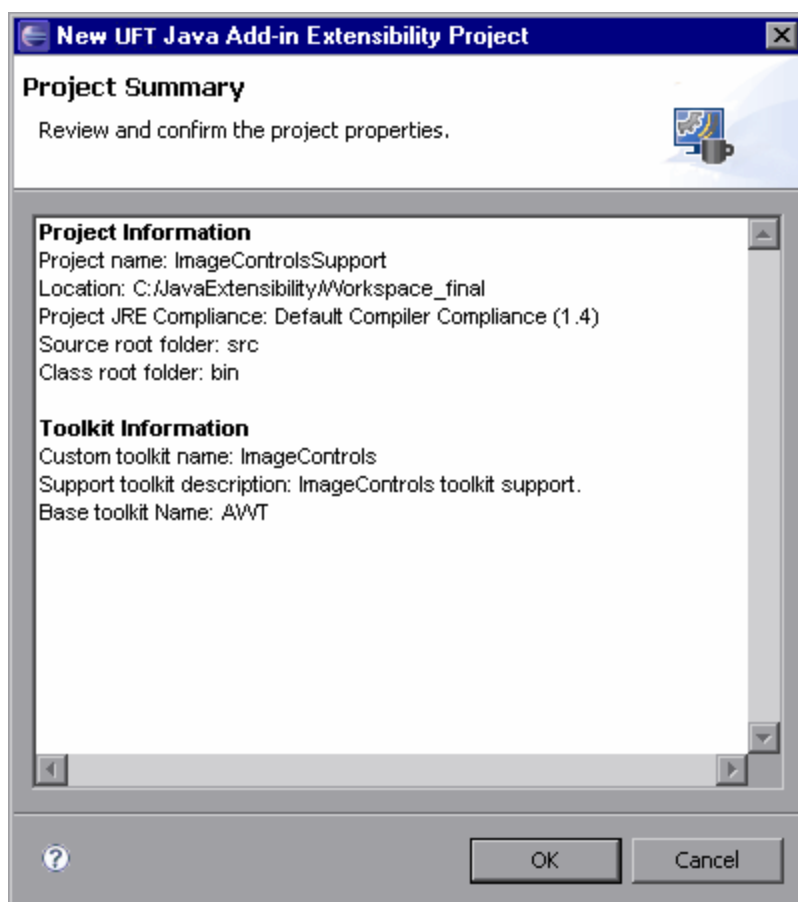 New UFT Java Add-in Extensibility Project
Project Summary
Review and confirm the project properties.
Project Information
Project name: ImageControlsSupport
Location: C:/JavaExtensibility/Workspace_final
Project JRE Compliance: Default Compiler Compliance (1.4)
Source root folder: src
Class root folder: bin
Toolkit Information
Custom toolkit name: ImageControls
Support toolkit description: ImageControls toolkit support.
Base toolkit Name: AWT
OK
Cancel